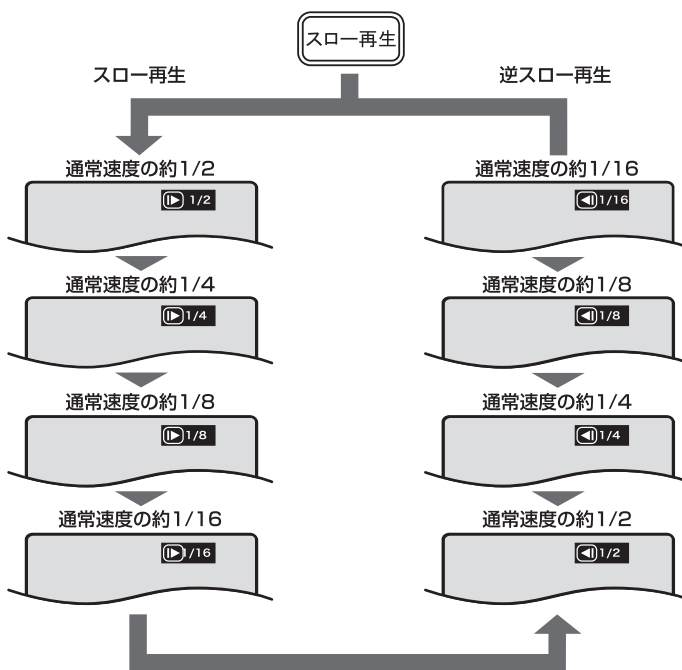 スロー再生
スロー再生
逆スロー再生
通常速度の約1/2
1/2
通常速度の約1/4
1/4
通常速度の約1/8
1/8
通常速度の約1/16
1/16
通常速度の約1/16
1/16
通常速度の約1/8
1/8
通常速度の約1/4
1/4
通常速度の約1/2
1/2